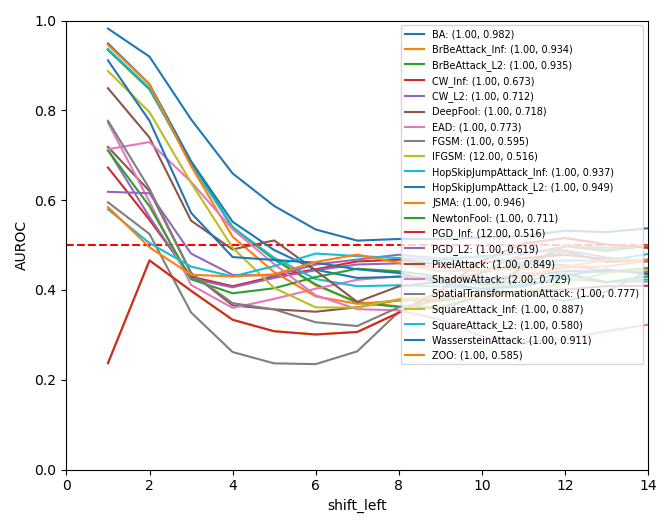 1.0
0.8
0.6
0.4
0.2
0.0
AUROC
0
2
4
6
8
10
12
14
shift_left
BA: (1.00, 0.982)
BrBeAttack_Inf: (1.00, 0.934)
BrBeAttack_L2: (1.00, 0.935)
CW_Inf: (1.00, 0.673)
CW_L2: (1.00, 0.712)
DeepFool: (1.00, 0.718)
EAD: (1.00, 0.773)
FGSM: (1.00, 0.595)
IFGSM: (12.00, 0.516)
HopSkipJumpAttack_Inf: (1.00, 0.937)
HopSkipJumpAttack_L2: (1.00, 0.949)
JSMA: (1.00, 0.946)
NewtonFool: (1.00, 0.711)
PGD_Inf: (12.00, 0.516)
PGD_L2: (1.00, 0.619)
PixelAttack: (1.00, 0.849)
ShadowAttack: (2.00, 0.729)
SpatialTransformationAttack: (1.00, 0.777)
SquareAttack_Inf: (1.00, 0.887)
SquareAttack_L2: (1.00, 0.580)
WassersteinAttack: (1.00, 0.911)
ZOO: (1.00, 0.585)